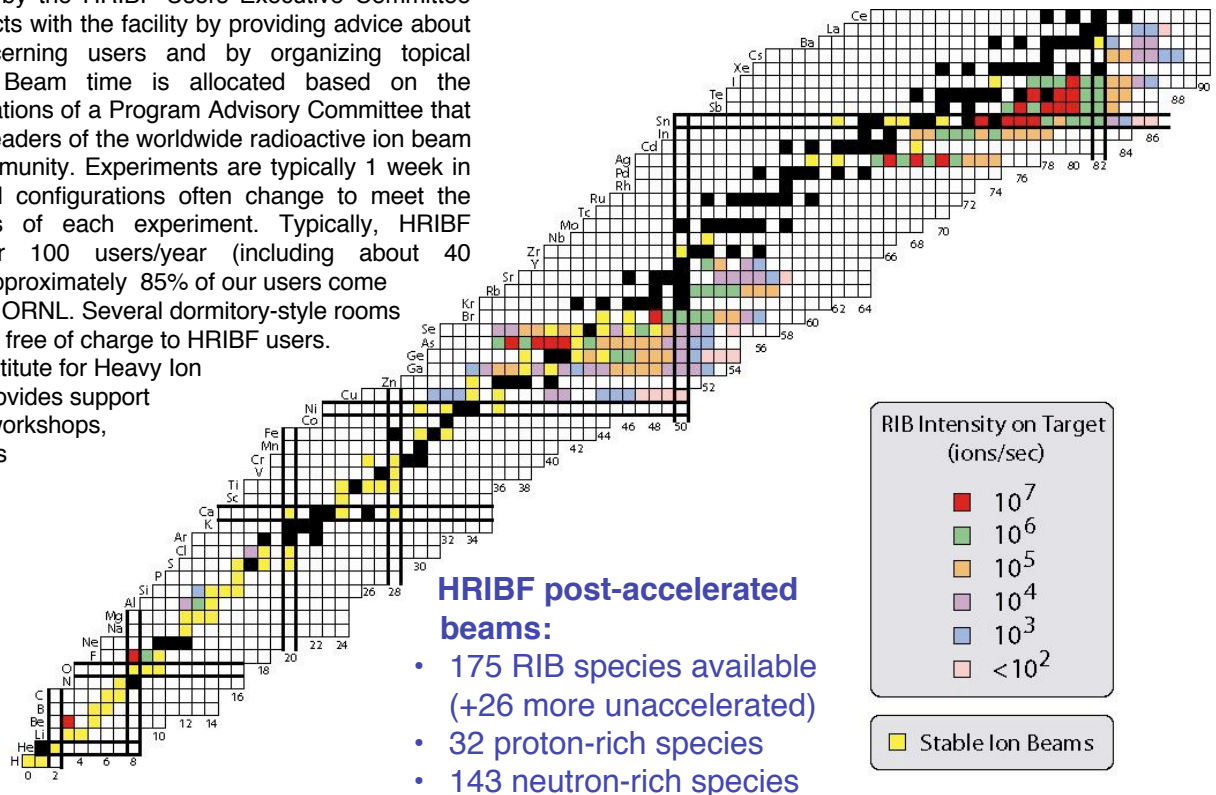 by the HRIBF Users Executive Committee
cts with the facility by providing advice about
cerning users and by organizing topical
Beam time is allocated based on the
ations of a Program Advisory Committee that
eaders of the worldwide radioactive ion beam
munity. Experiments are typically 1 week in
d configurations often change to meet the
s of each experiment. Typically, HRIBF
r 100 users/year (including about 40
pproximately 85% of our users come
ORNL. Several dormitory-style rooms
free of charge to HRIBF users.
titute for Heavy Ion
ovides support
workshops,
s
Ce
La
Ba
Cs
Xe
I
Te
Sb
Sn
In
Cd
Ag
Pd
Rh
Ru
Tc
Mo
Nb
Zr
Y
Sr
Rb
Kr
Br
Se
As
Ge
Ga
Zn
Cu
Ni
Co
Fe
Mn
Cr
V
Ti
Sc
Ca
K
Ar
Cl
S
P
Si
Al
Mg
Na
Ne
F
O
N
C
B
Be
Li
He
H
0 2 4 6 8
10
12 14
16
18
20
22 24
26 28
30
32 34
36 38
40
42
44
46 48 50
52
54
56
58
60
62 64
66
68
70
72
74
76
78 80 82
84
86
88
90
RIB Intensity on Target
(ions/sec)
10^7
10^6
10^5
10^4
10^3
<10^2
Stable Ion Beams
HRIBF post-accelerated
beams:
• 175 RIB species available
(+26 more unaccelerated)
• 32 proton-rich species
• 143 neutron-rich species